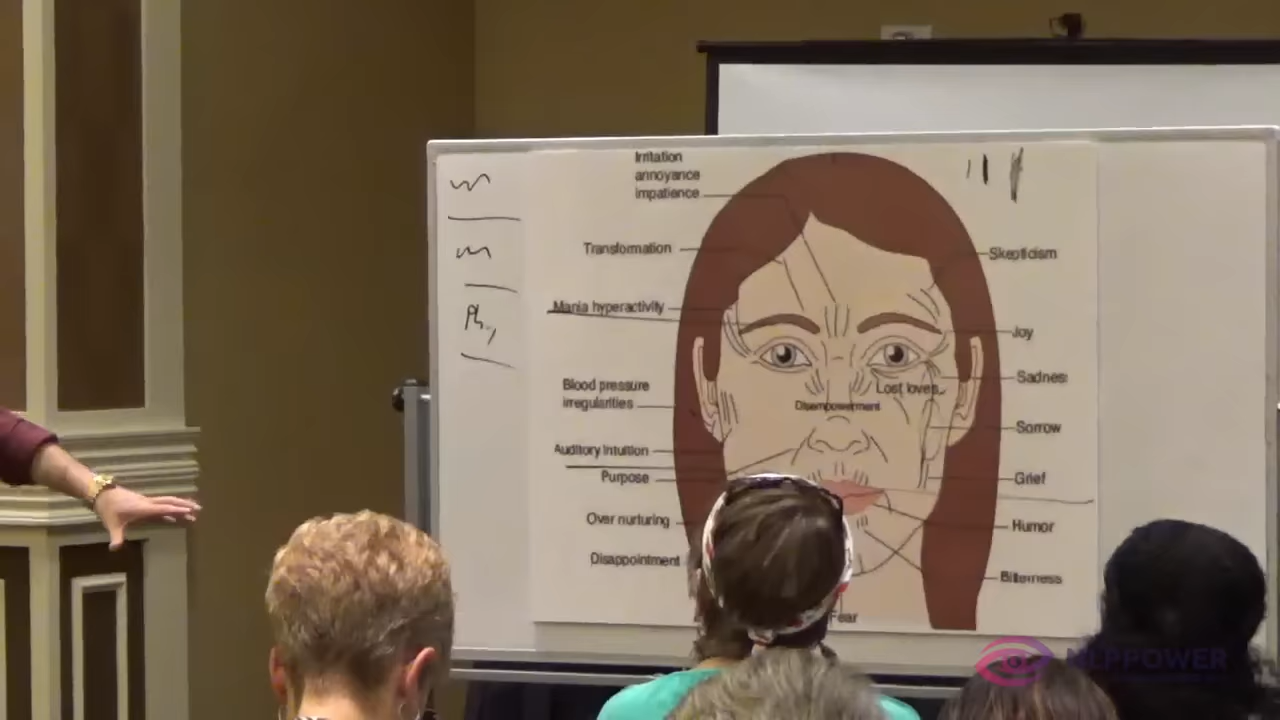 Irritation
annoyance
impatience
Transformation
Skepticism
Mania hyperactivity
Joy
Blood pressure
irregularities
Lost loves
Sadness
Disempowerment
Sorrow
Auditory Intuition
Purpose
Grief
Over nurturing
Humor
Disappointment
Bitterness
Fear
NLPPOWER